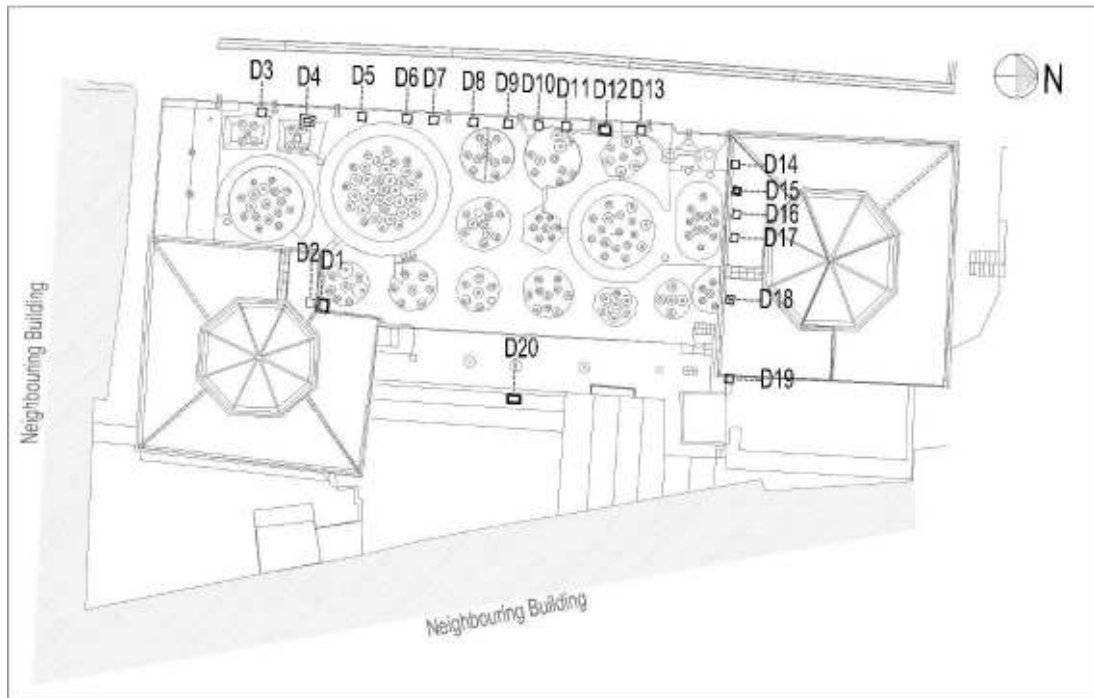 D3
D4
D5
D6
D7
D8
D9
D10
D11
D12
D13
N
D14
D15
D16
D17
D2
D1
D18
D20
D19
Neighbouring Building
Neighbouring Building